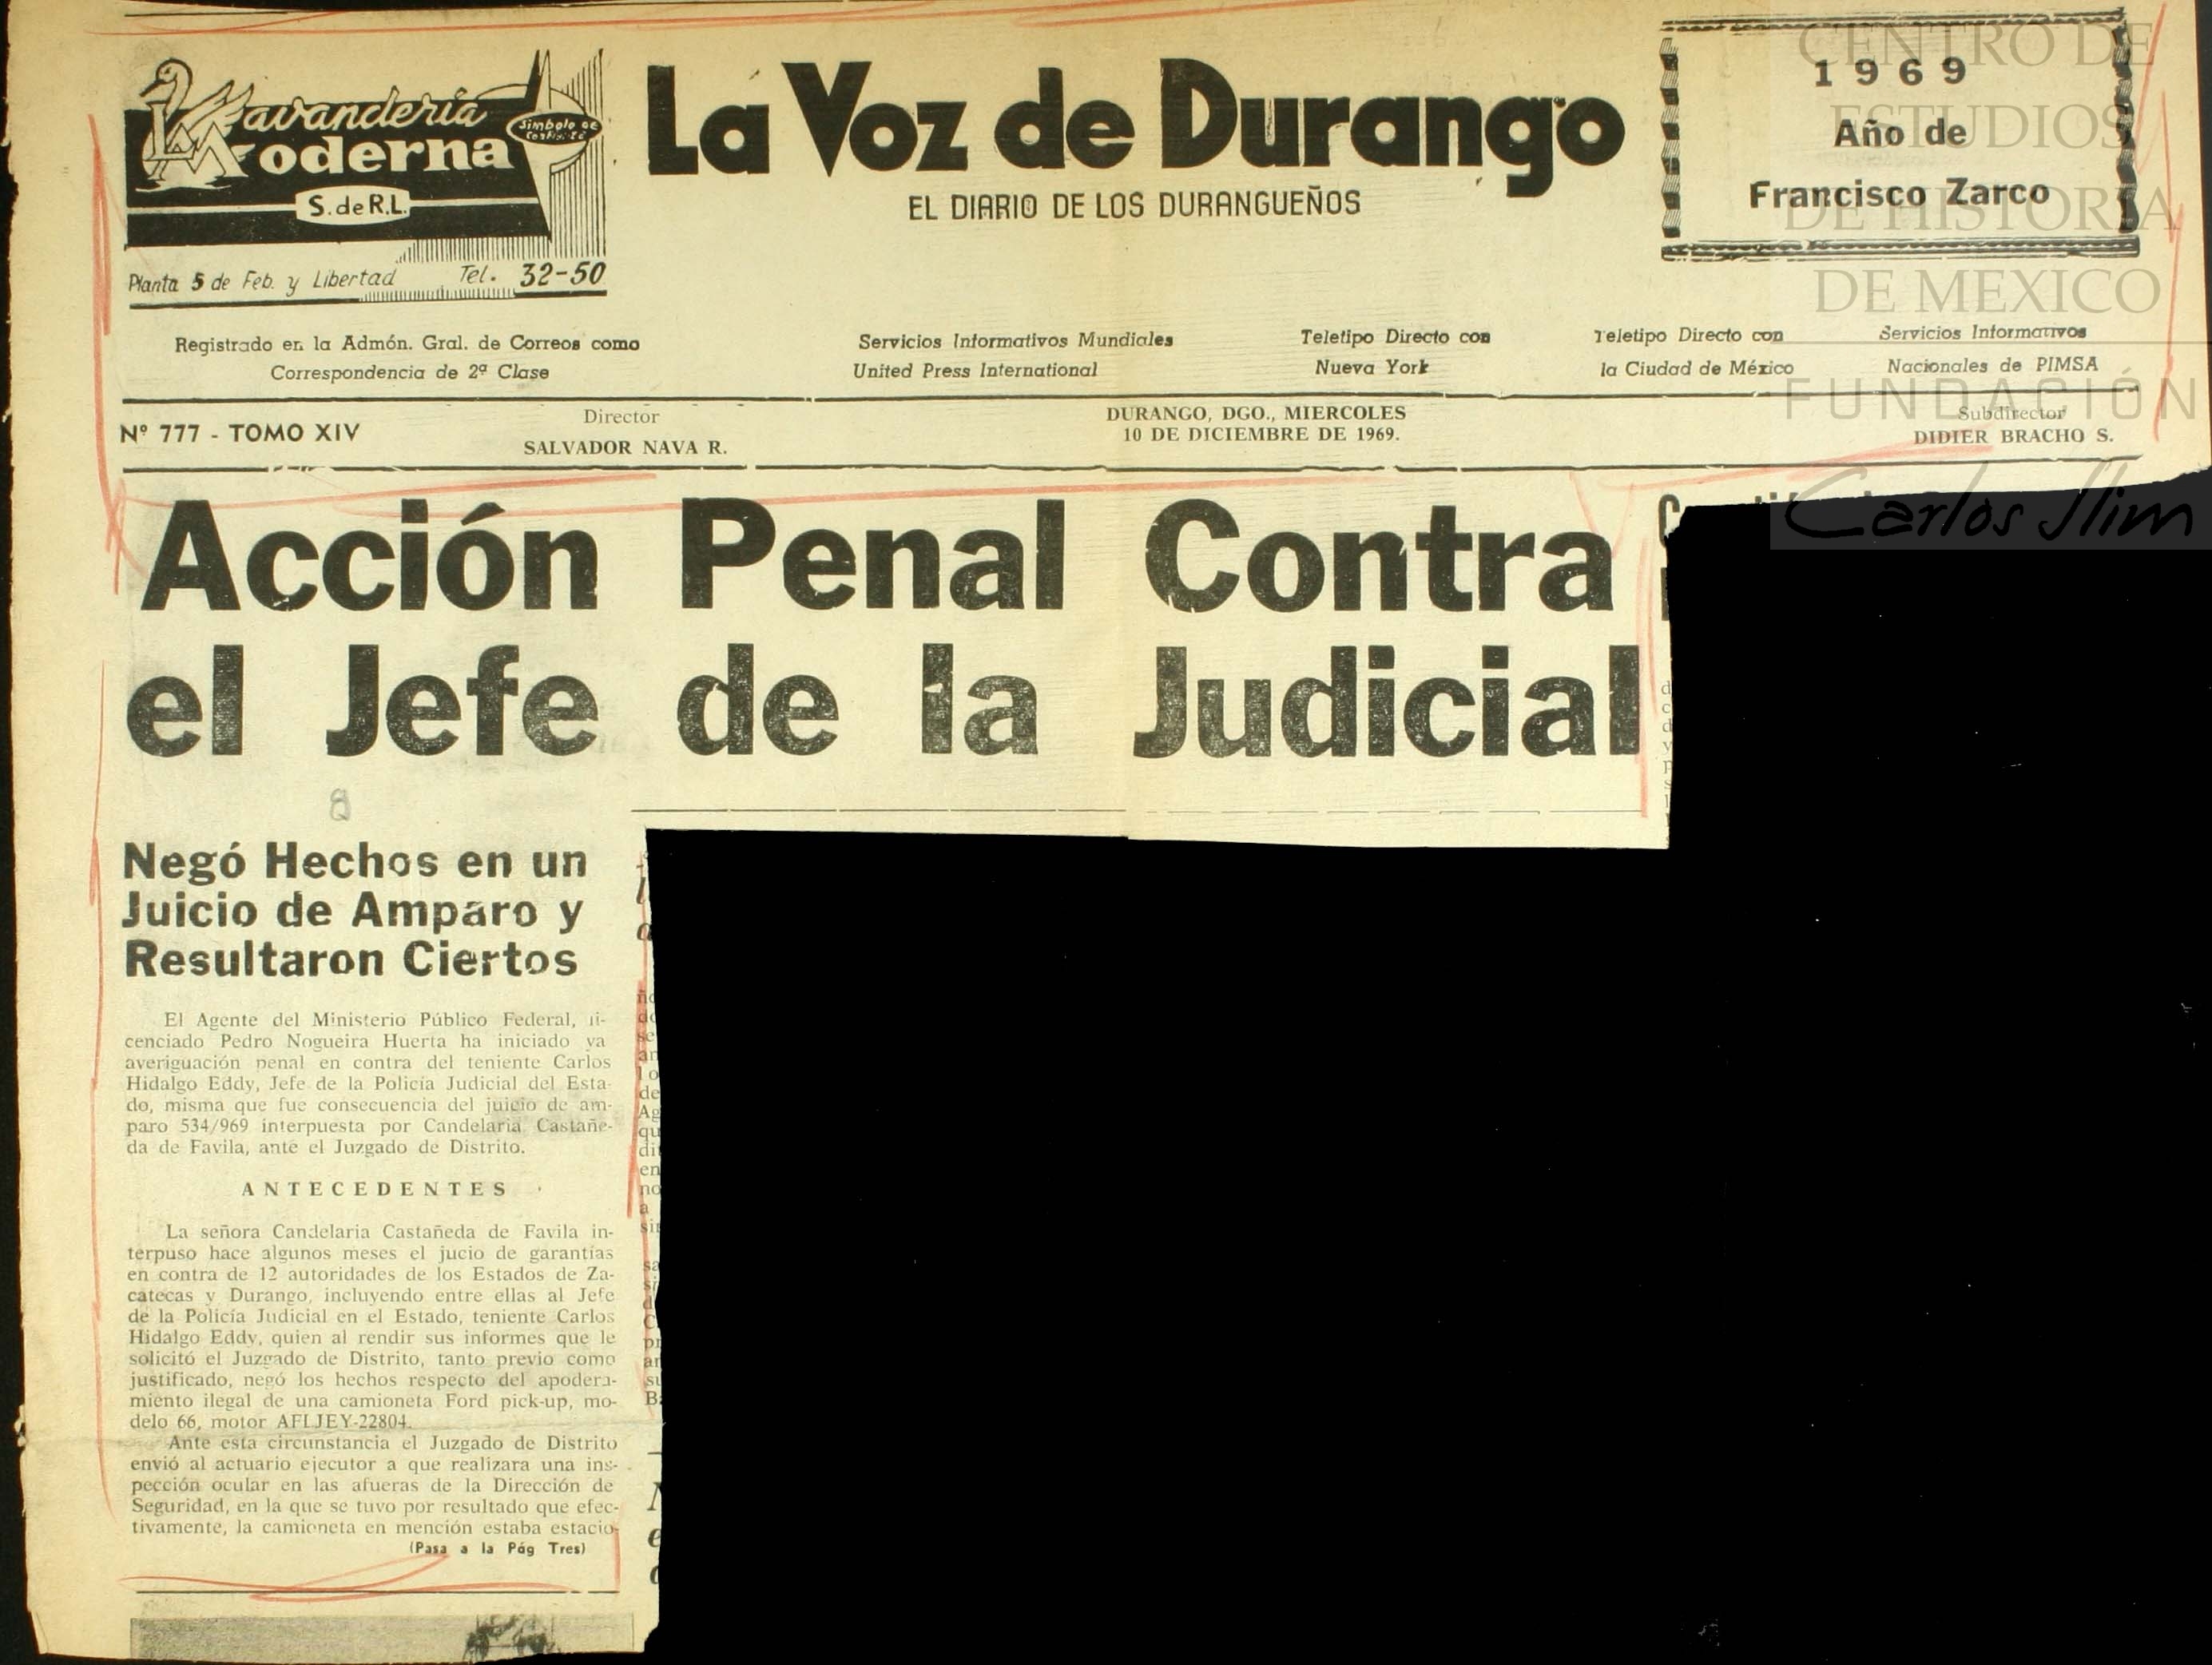 Lavandería
Moderna
Símbolo de
S. de R.L.
Planta 5 de Feb. y Libertad Tel. 32-50
La Voz de Durango
EL DIARIO DE LOS DURANGUEÑOS
1969
Año de
Francisco Zarco
CENTRO DE
ESTUDIOS
DE HISTORIA
DE MEXICO
FUNDACIÓN
Carlos Slim
Registrado en la Admón. Gral. de Correos como
Correspondencia de 2ª Clase
Servicios Informativos Mundiales
United Press International
Teletipo Directo con
Nueva York
Teletipo Directo con
la Ciudad de México
Servicios Informativos
Nacionales de PIMSA
Nº 777 - TOMO XIV
Director
SALVADOR NAVA R.
DURANGO, DGO., MIERCOLES
10 DE DICIEMBRE DE 1969.
Subdirector
DIDIER BRACHO S.
Acción Penal Contra
el Jefe de la Judicial
Negó Hechos en un
Juicio de Amparo y
Resultaron Ciertos
El Agente del Ministerio Público Federal, li-
cenciado Pedro Nogueira Huerta ha iniciado ya
averiguación penal en contra del teniente Carlos
Hidalgo Eddy, Jefe de la Policía Judicial del Esta-
do, misma que fue consecuencia del juicio de am-
paro 534/969 interpuesta por Candelaria Castañe-
da de Favila, ante el Juzgado de Distrito.
ANTECEDENTES
La señora Candelaria Castañeda de Favila in-
terpuso hace algunos meses el jucio de garantías
en contra de 12 autoridades de los Estados de Za-
catecas y Durango, incluyendo entre ellas al Jefe
de la Policía Judicial en el Estado, teniente Carlos
Hidalgo Eddy, quien al rendir sus informes que le
solicitó el Juzgado de Distrito, tanto previo como
justificado, negó los hechos respecto del apodera-
miento ilegal de una camioneta Ford pick-up, mo-
delo 66, motor AFIJEY-22804.
Ante esta circunstancia el Juzgado de Distrito
envió al actuario ejecutor a que realizara una ins-
pección ocular en las afueras de la Dirección de
Seguridad, en la que se tuvo por resultado que efec-
tivamente, la camioneta en mención estaba estacio-
(Pasa a la Pág Tres)